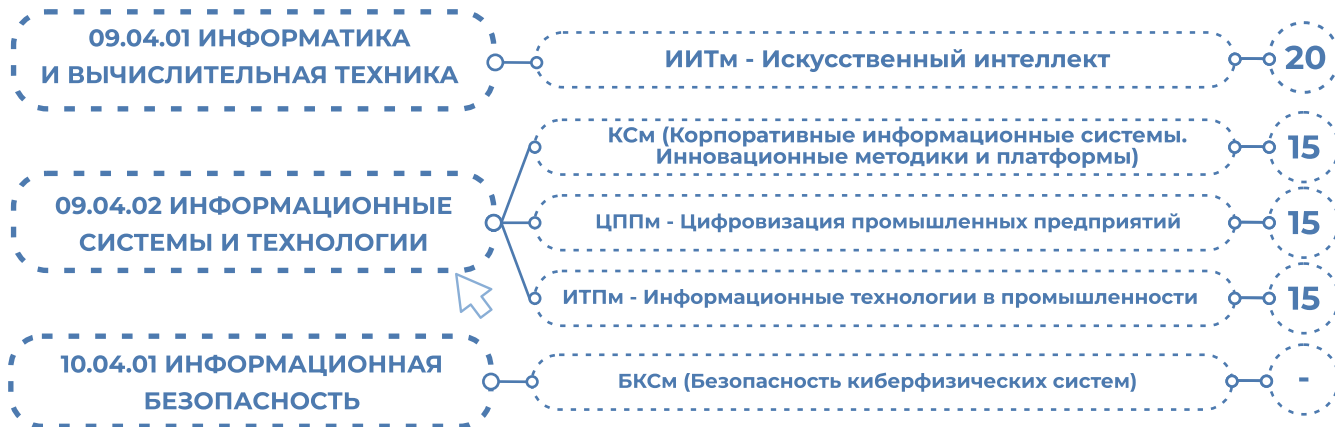 09.04.01 ИНФОРМАТИКА
И ВЫЧИСЛИТЕЛЬНАЯ ТЕХНИКА
ИИТм - Искусственный интеллект
20
09.04.02 ИНФОРМАЦИОННЫЕ
СИСТЕМЫ И ТЕХНОЛОГИИ
КСм (Корпоративные информационные системы.
Инновационные методики и платформы)
15
ЦППм - Цифровизация промышленных предприятий
15
ИТПм - Информационные технологии в промышленности
15
10.04.01 ИНФОРМАЦИОННАЯ
БЕЗОПАСНОСТЬ
БКСм (Безопасность киберфизических систем)
-